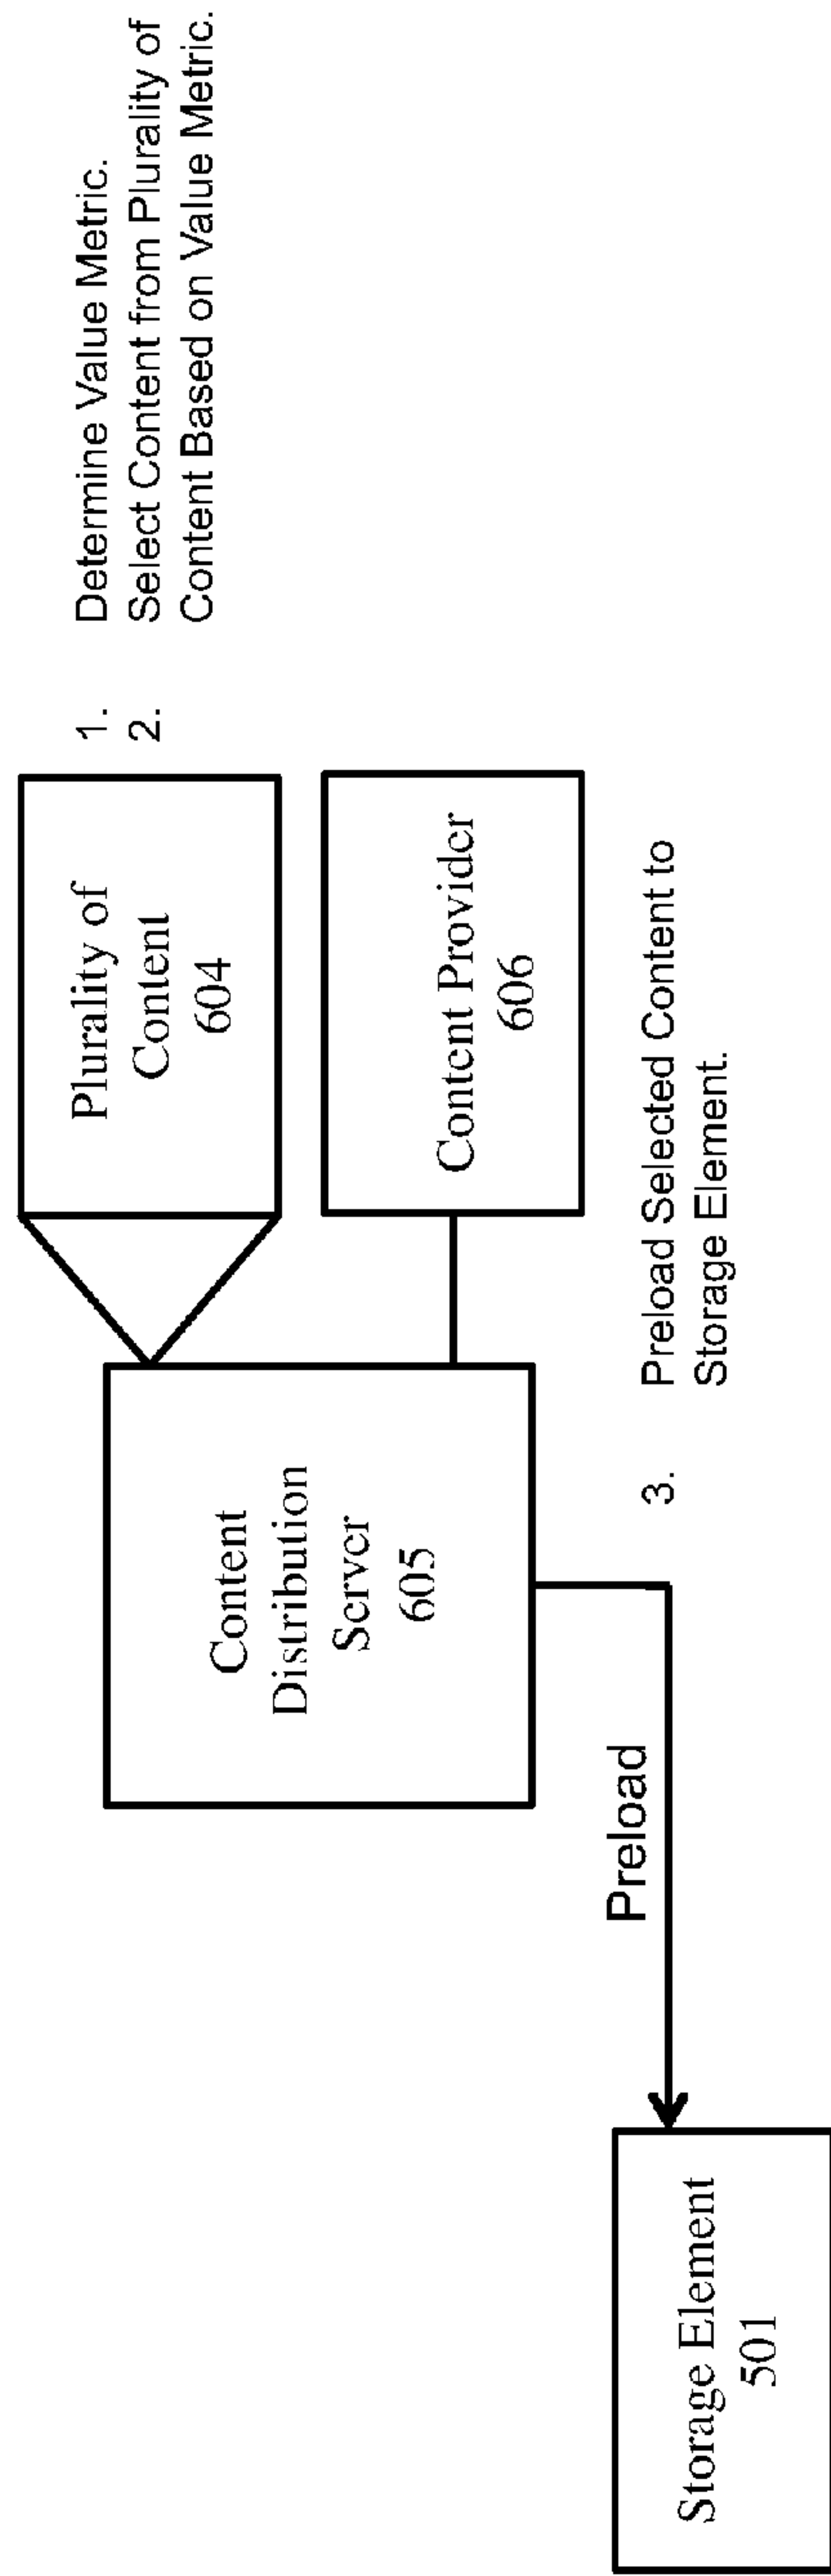 Plurality of
Content
604
1. Determine Value Metric.
2. Select Content from Plurality of
Content Based on Value Metric.
Content
Distribution
Server
605
Content Provider
606
3. Preload Selected Content to
Storage Element.
Preload
Storage Element
501